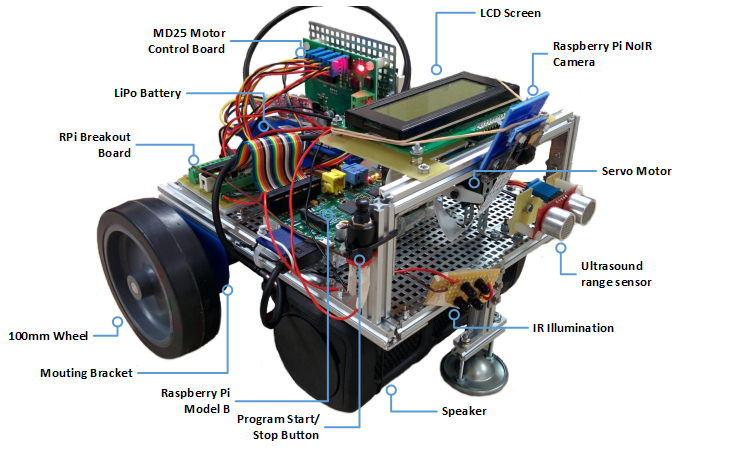 LCD Screen
MD25 Motor
Control Board
Raspberry Pi NoIR
Camera
LiPo Battery
RPi Breakout
Board
Servo Motor
Ultrasound
range sensor
IR Illumination
100mm Wheel
Mouting Bracket
Raspberry Pi
Model B
Program Start/
Stop Button
Speaker